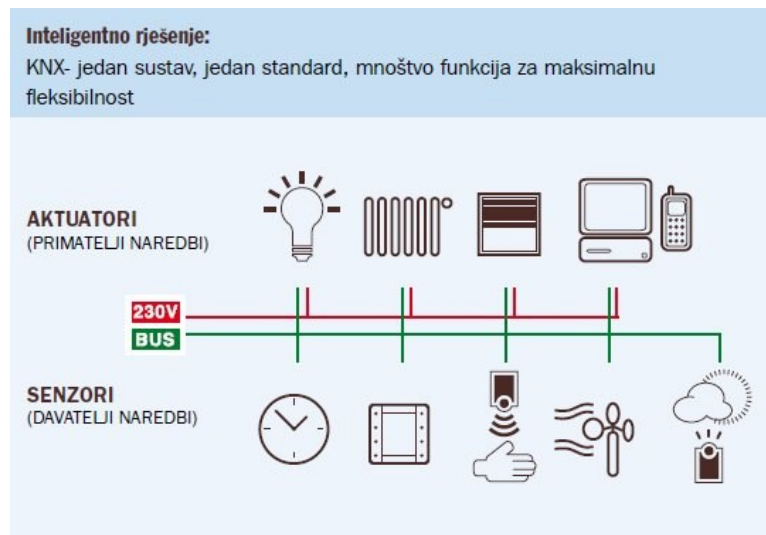 Inteligentno rješenje:
KNX- jedan sustav, jedan standard, mnoštvo funkcija za maksimalnu
fleksibilnost
AKTUATORI
(PRIMATELJI NAREDBI)
230V
BUS
SENZORI
(DAVATELJI NAREDBI)